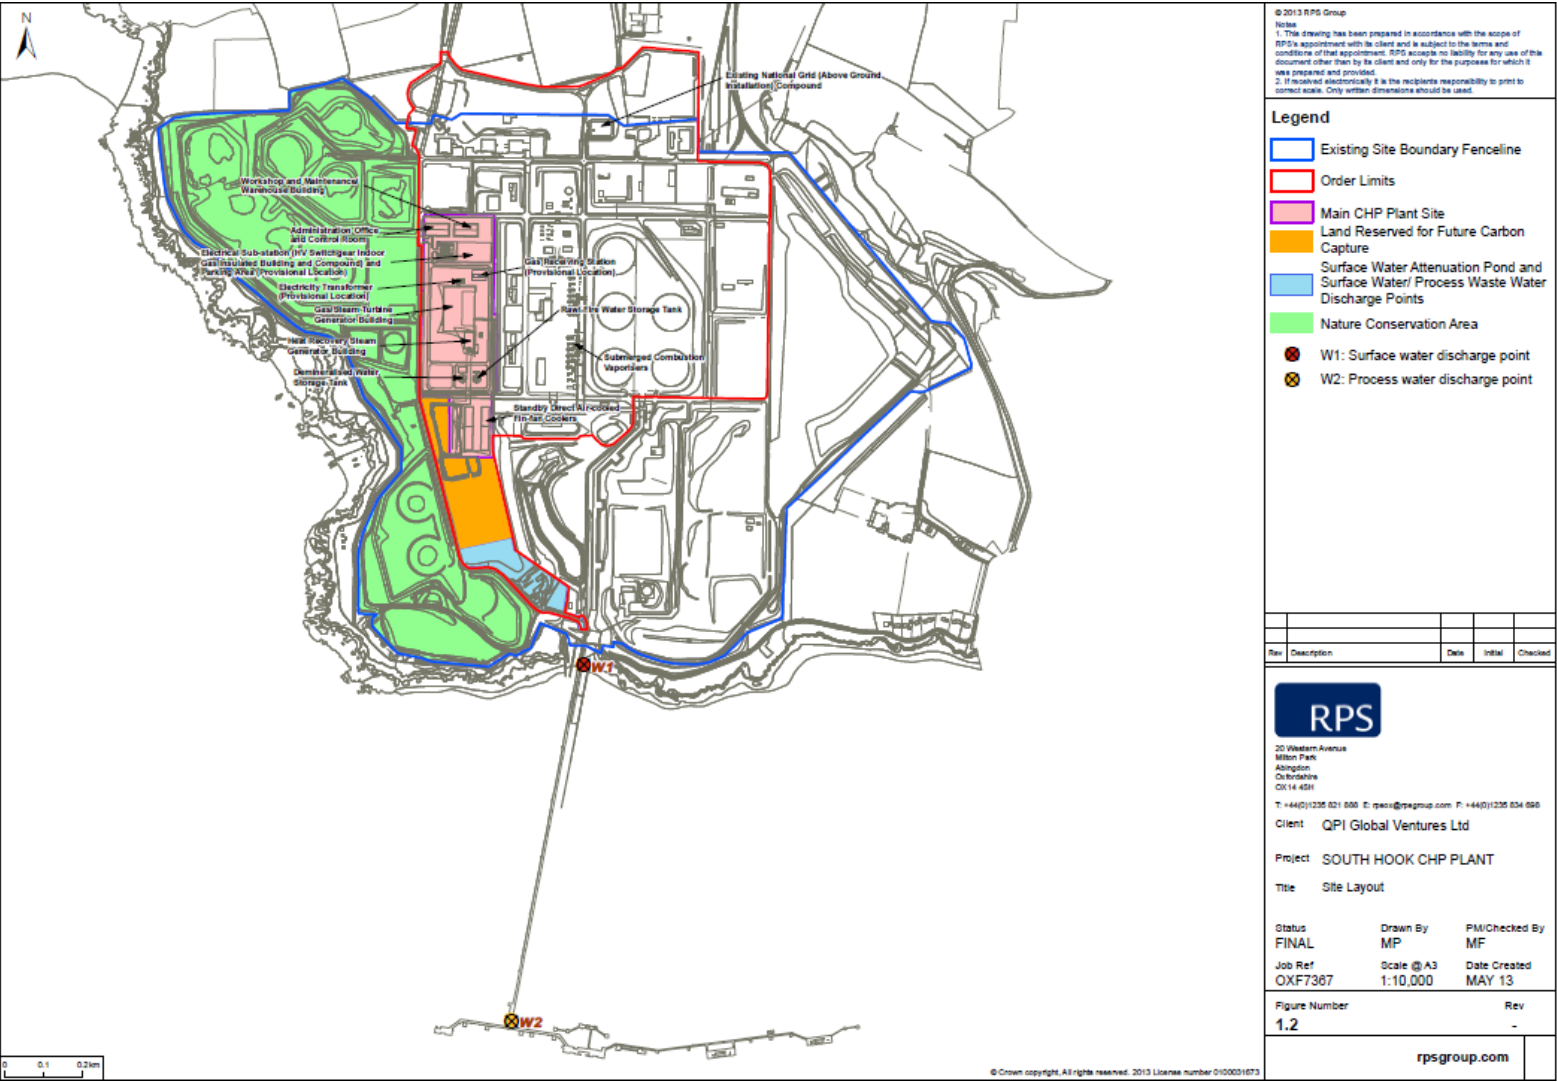 N
Existing National Grid (Above Ground
Installation) Compound
Workshop and Maintenance/
Warehouse Building
Administration Office
and Control Room
Electrical Sub-station (HV Switchgear Indoor
Gas Insulated Building and Compound) and
Parking Area (Provisional Location)
Gas Receiving Station
(Provisional Location)
Electricity Transformer
(Provisional Location)
Gas/Steam Turbine
Generator Building
Raw/Fire Water Storage Tank
Heat Recovery Steam
Generator Building
Submerged Combustion
Vaporisers
Demineralised Water
Storage Tank
Standby Direct Air-cooled
Fin-fan Coolers
W1
W2
0 0.1 0.2km
© Crown copyright, All rights reserved. 2013 License number 0100031673
© 2013 RPS Group
Notes
1. This drawing has been prepared in accordance with the scope of
RPS's appointment with its client and is subject to the terms and
conditions of that appointment. RPS accepts no liability for any use of this
document other than by its client and only for the purposes for which it
was prepared and provided.
2. If received electronically it is the recipients responsibility to print to
correct scale. Only written dimensions should be used.
Legend
Existing Site Boundary Fenceline
Order Limits
Main CHP Plant Site
Land Reserved for Future Carbon
Capture
Surface Water Attenuation Pond and
Surface Water/ Process Waste Water
Discharge Points
Nature Conservation Area
W1: Surface water discharge point
W2: Process water discharge point
Rev Description Date Initial Checked
RPS
20 Western Avenue
Milton Park
Abingdon
Oxfordshire
OX14 4SH
T: +44(0)1235 821 888 E: rpsox@rpsgroup.com F: +44(0)1235 834 698
Client QPI Global Ventures Ltd
Project SOUTH HOOK CHP PLANT
Title Site Layout
Status Drawn By PM/Checked By
FINAL MP MF
Job Ref Scale @ A3 Date Created
OXF7367 1:10,000 MAY 13
Figure Number Rev
1.2 -
rpsgroup.com